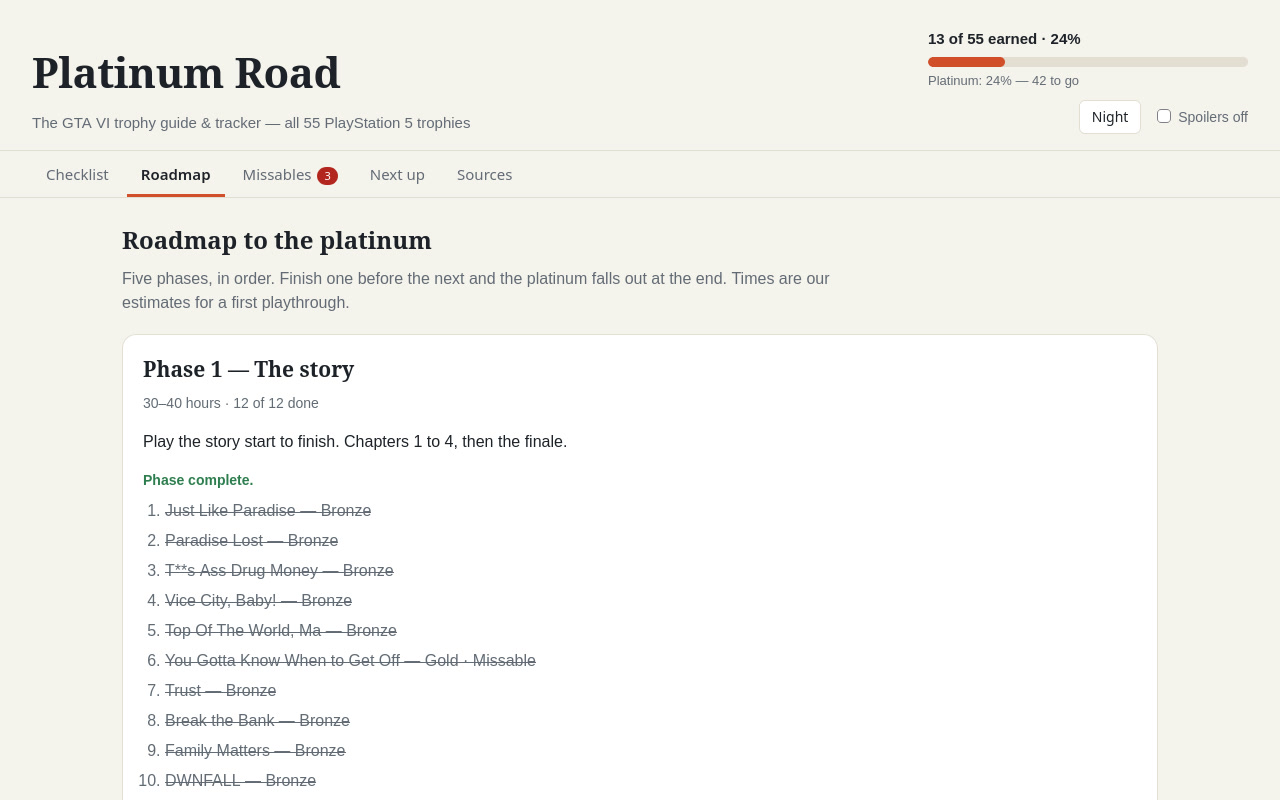 Platinum Road
The GTA VI trophy guide & tracker — all 55 PlayStation 5 trophies
13 of 55 earned · 24%
Platinum: 24% — 42 to go
Night
Spoilers off
Checklist
Roadmap
Missables 3
Next up
Sources
Roadmap to the platinum
Five phases, in order. Finish one before the next and the platinum falls out at the end. Times are our
estimates for a first playthrough.
Phase 1 — The story
30–40 hours · 12 of 12 done
Play the story start to finish. Chapters 1 to 4, then the finale.
Phase complete.
1. Just Like Paradise — Bronze
2. Paradise Lost — Bronze
3. T**s Ass Drug Money — Bronze
4. Vice City, Baby! — Bronze
5. Top Of The World, Ma — Bronze
6. You Gotta Know When to Get Off — Gold · Missable
7. Trust — Bronze
8. Break the Bank — Bronze
9. Family Matters — Bronze
10. DWNFALL — Bronze